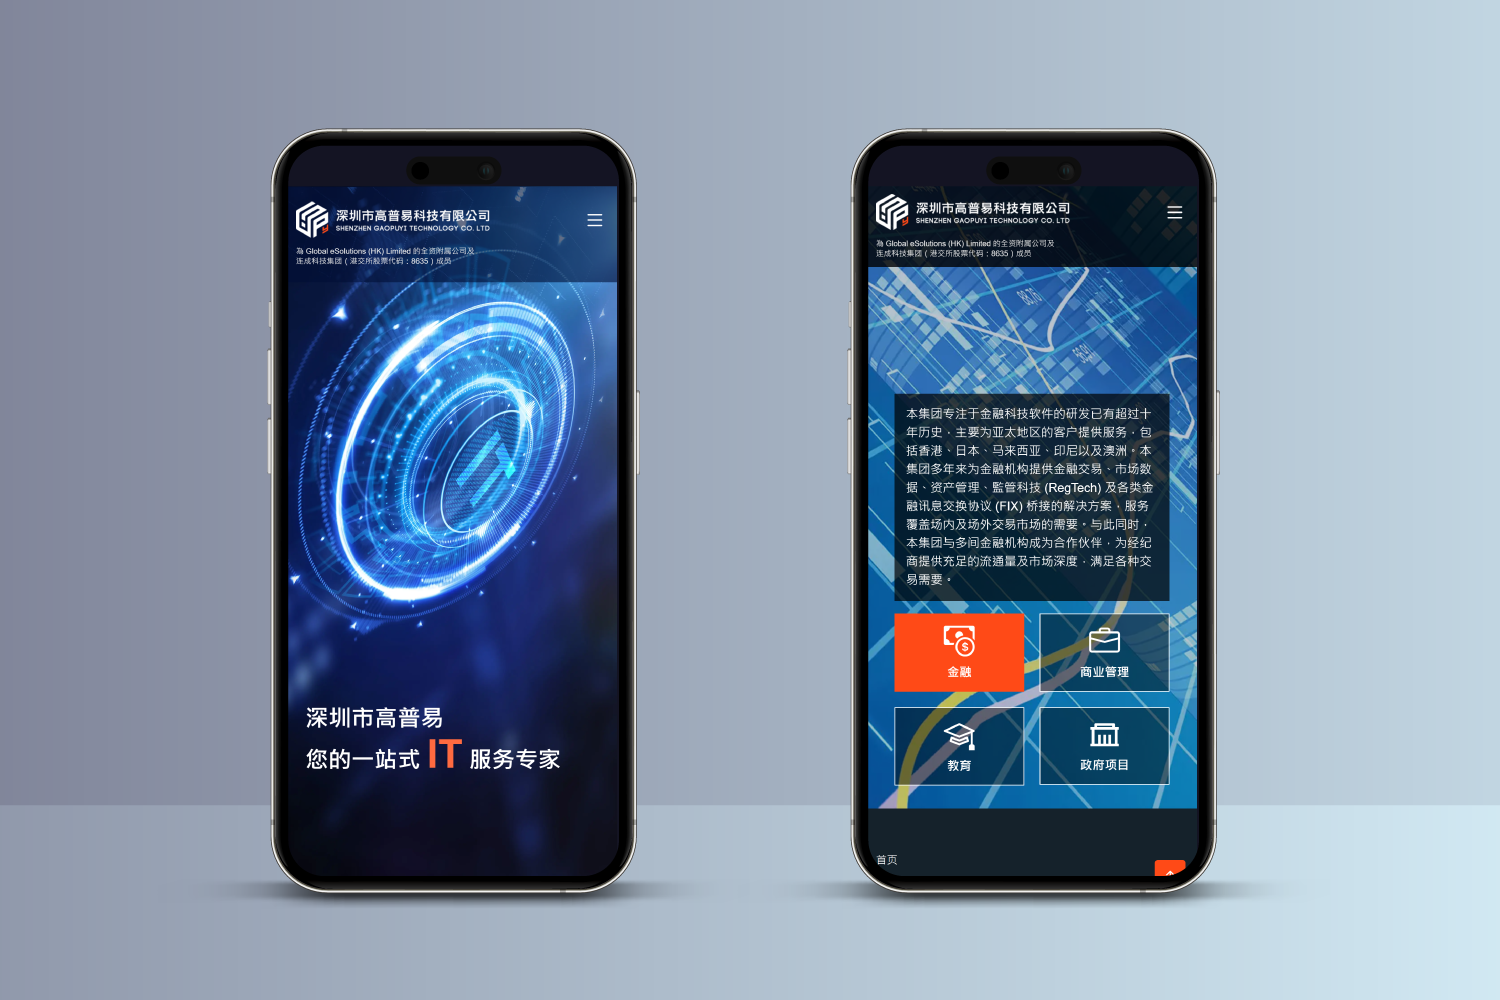 深圳市高普易科技有限公司
SHENZHEN GAOPUYI TECHNOLOGY CO. LTD
為 Global eSolutions (HK) Limited 的全资附属公司及
连成科技集团 ( 港交所股票代码：8635 ) 成员
深圳市高普易
您的一站式 IT 服务专家
深圳市高普易科技有限公司
SHENZHEN GAOPUYI TECHNOLOGY CO. LTD
為 Global eSolutions (HK) Limited 的全资附属公司及
连成科技集团 ( 港交所股票代码：8635 ) 成员
本集团专注于金融科技软件的研发已有超过十
年历史，主要为亚太地区的客户提供服务，包
括香港、日本、马来西亚、印尼以及澳洲。本
集团多年来为金融机构提供金融交易、市场数
据、资产管理、監管科技 (RegTech) 及各类金
融讯息交换协议 (FIX) 桥接的解决方案，服务
覆盖场内及场外交易市场的需要。与此同时，
本集团与多间金融机构成为合作伙伴，为经纪
商提供充足的流通量及市场深度，满足各种交
易需要。
金融
商业管理
教育
政府项目
首页